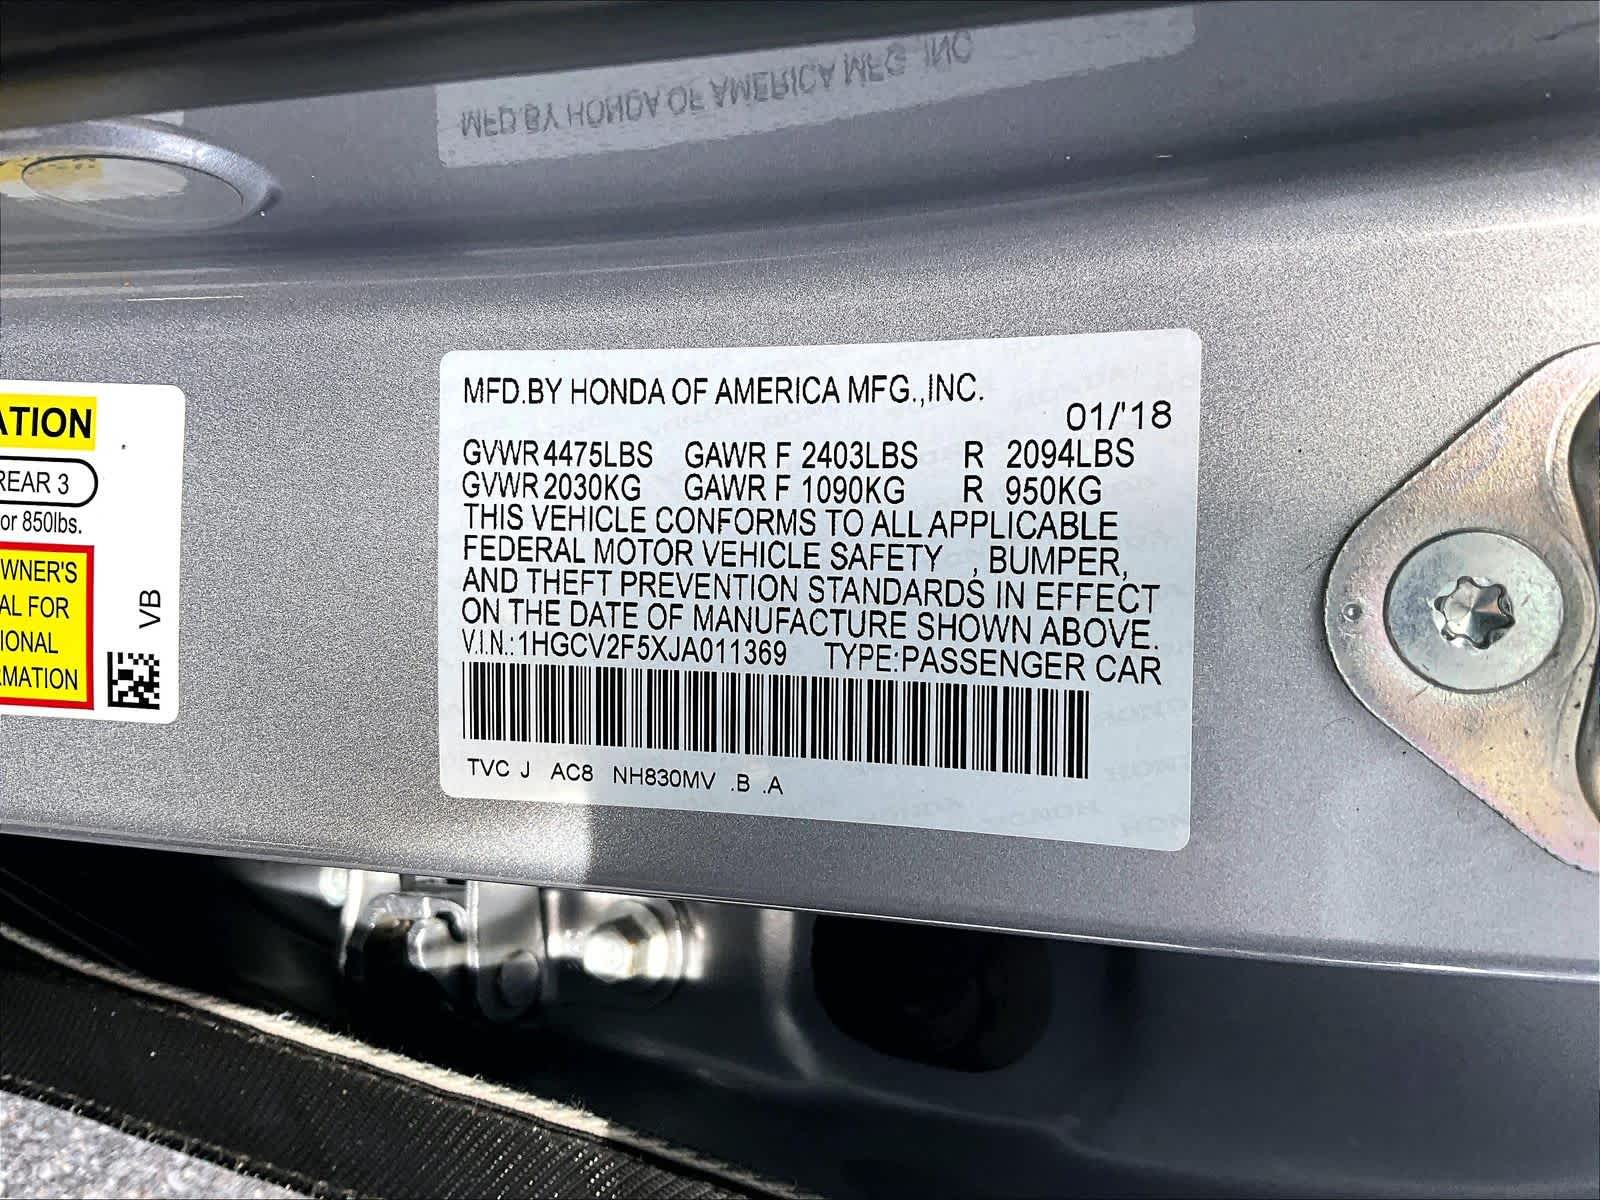 MFD.BY HONDA OF AMERICA MFG.,INC.
01/'18
GVWR 4475LBS GAWR F 2403LBS R 2094LBS
GVWR 2030KG GAWR F 1090KG R 950KG
THIS VEHICLE CONFORMS TO ALL APPLICABLE
FEDERAL MOTOR VEHICLE SAFETY , BUMPER,
AND THEFT PREVENTION STANDARDS IN EFFECT
ON THE DATE OF MANUFACTURE SHOWN ABOVE.
V.I.N.:1HGCV2F5XJA011369 TYPE:PASSENGER CAR
TVC J AC8 NH830MV .B .A
ATION
REAR 3
or 850lbs.
WNER'S
AL FOR
IONAL
RMATION
VB
MFD.BY HONDA OF AMERICA MFG.,INC